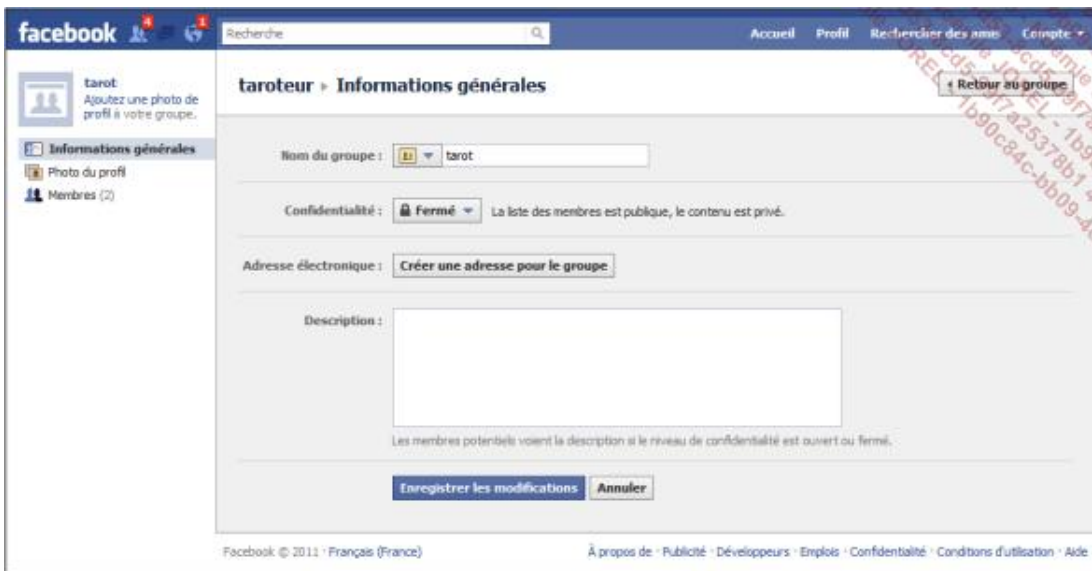 facebook 4 1 Recherche Accueil Profil Rechercher des amis Compte
tarot
Ajoutez une photo de
profil à votre groupe.
Informations générales
Photo du profil
Membres (2)
taroteur Informations générales
Retour au groupe
Nom du groupe : tarot
Confidentialité : Fermé La liste des membres est publique, le contenu est privé.
Adresse électronique : Créer une adresse pour le groupe
Description :
Les membres potentiels voient la description si le niveau de confidentialité est ouvert ou fermé.
Enregistrer les modifications Annuler
Facebook © 2011 · Français (France) À propos de · Publicité · Développeurs · Emplois · Confidentialité · Conditions d'utilisation · Aide